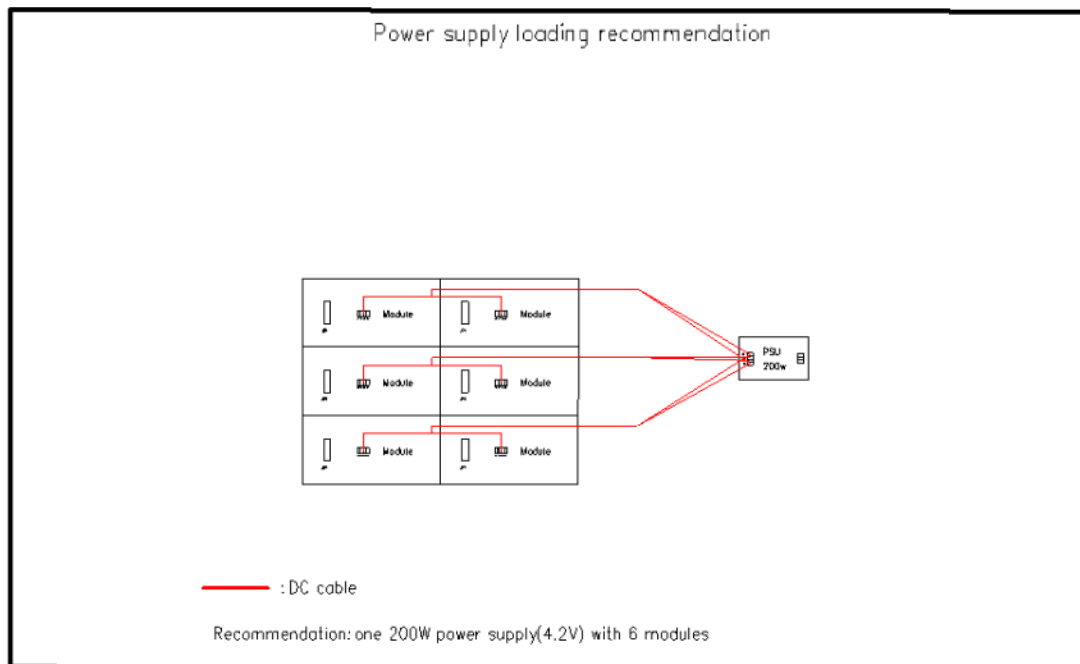 Power supply loading recommendation
Module
Module
PSU
200w
Module
Module
Module
Module
: DC cable
Recommendation: one 200W power supply(4.2V) with 6 modules